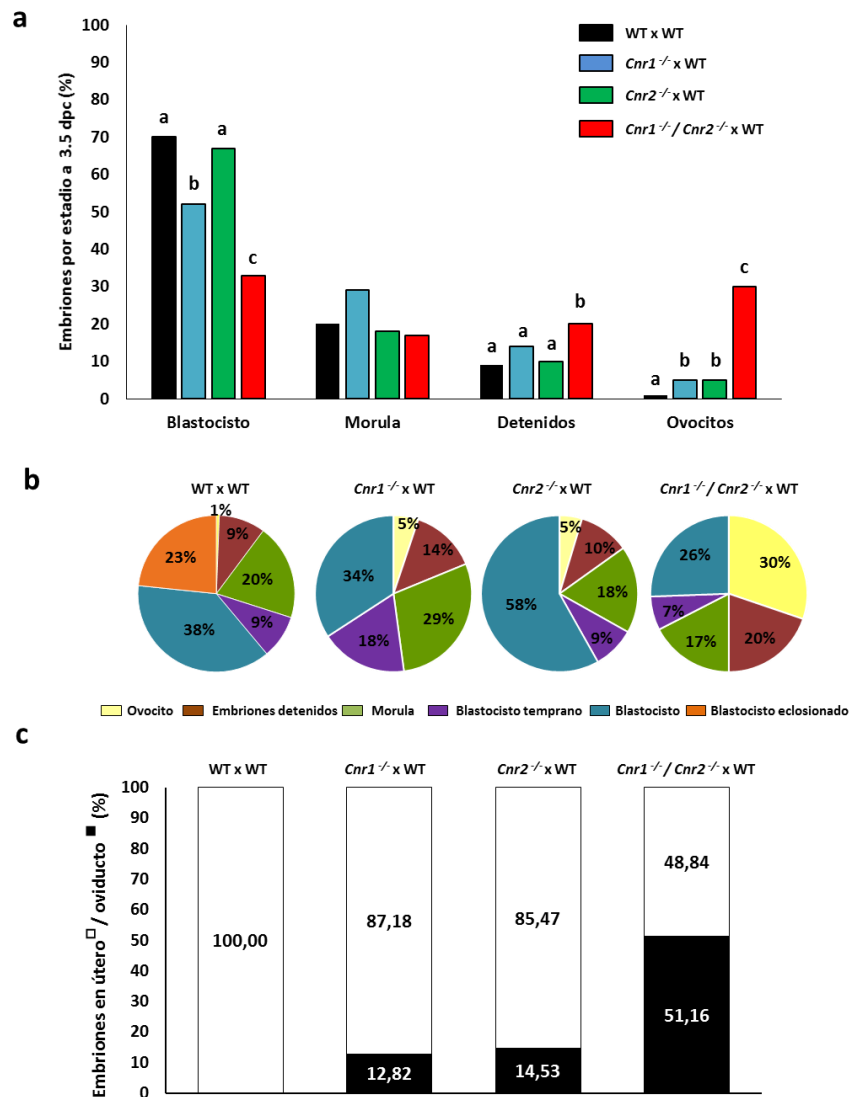 a
Embriones por estadio a 3.5 dpc (%)
100
90
80
70
60
50
40
30
20
10
0
WT x WT
Cnr1 -/- x WT
Cnr2 -/- x WT
Cnr1 -/-/ Cnr2 -/- x WT
a
b
a
c
a
a
a
b
a
b
b
c
Blastocisto
Morula
Detenidos
Ovocitos
b
WT x WT
Cnr1 -/- x WT
Cnr2 -/- x WT
Cnr1 -/-/ Cnr2 -/- x WT
1%
9%
20%
9%
38%
23%
5%
14%
29%
18%
34%
5%
10%
18%
9%
58%
30%
20%
17%
7%
26%
Ovocito
Embriones detenidos
Morula
Blastocisto temprano
Blastocisto
Blastocisto eclosionado
c
WT x WT
Cnr1 -/- x WT
Cnr2 -/- x WT
Cnr1 -/-/ Cnr2 -/- x WT
Embriones en útero □ / oviducto ■ (%)
100
90
80
70
60
50
40
30
20
10
0
100,00
87,18
12,82
85,47
14,53
48,84
51,16